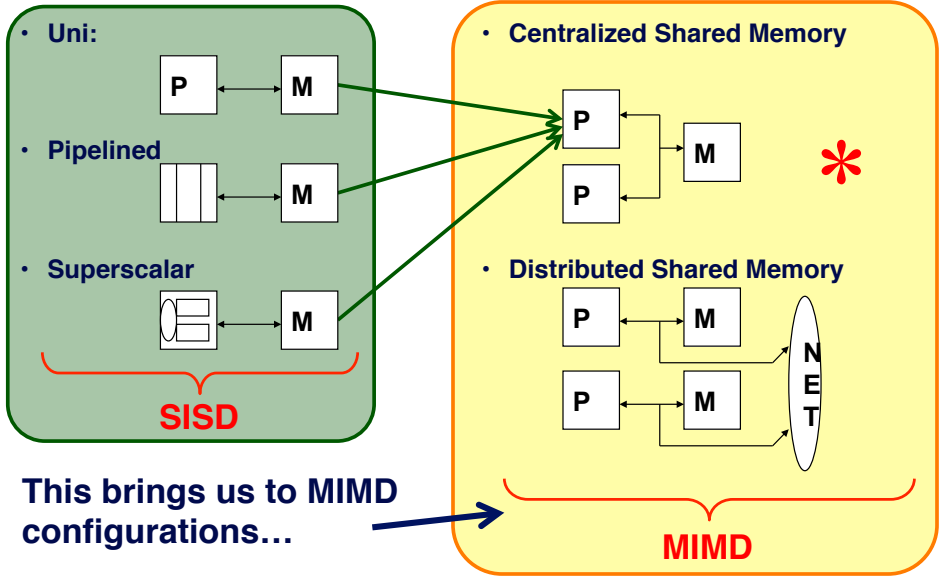 • Uni:
P M
• Pipelined
M
• Superscalar
M
SISD
This brings us to MIMD
configurations…
• Centralized Shared Memory
P
M
P
*
• Distributed Shared Memory
P M
P M
N
E
T
MIMD